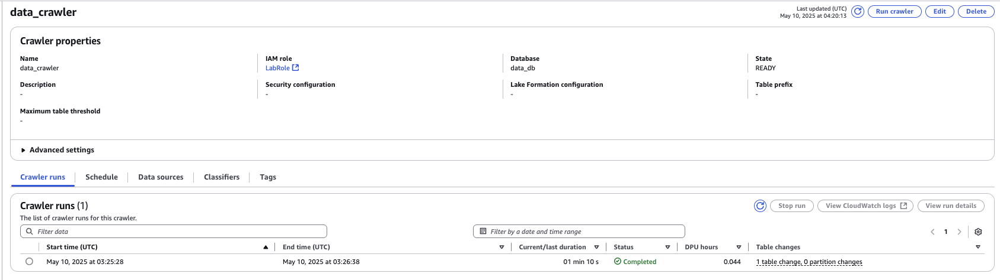 data_crawler
Last updated (UTC)
May 10, 2025 at 04:20:13
Run crawler
Edit
Delete
Crawler properties
Name
data_crawler
IAM role
LabRole
Database
data_db
State
READY
Description
-
Security configuration
-
Lake Formation configuration
-
Table prefix
-
Maximum table threshold
-
Advanced settings
Crawler runs
Schedule
Data sources
Classifiers
Tags
Crawler runs (1)
The list of crawler runs for this crawler.
Stop run
View CloudWatch logs
View run details
Filter data
Filter by a date and time range
1
Start time (UTC)
End time (UTC)
Current/last duration
Status
DPU hours
Table changes
May 10, 2025 at 03:25:28
May 10, 2025 at 03:26:38
01 min 10 s
Completed
0.044
1 table change, 0 partition changes